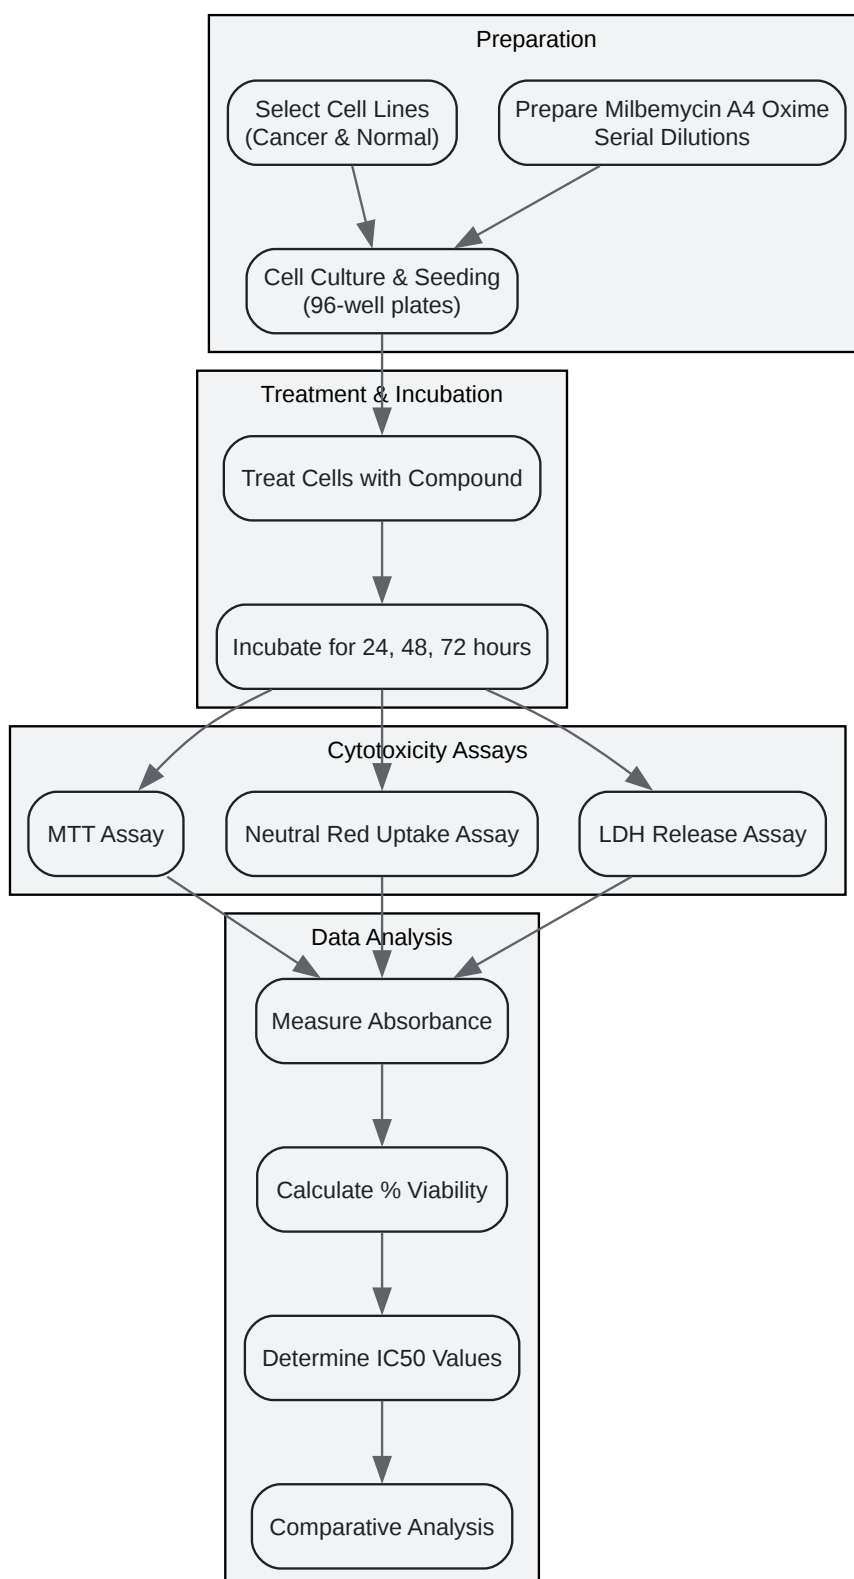 Preparation
Select Cell Lines
(Cancer & Normal)
Prepare Milbemycin A4 Oxime
Serial Dilutions
Cell Culture & Seeding
(96-well plates)
Treatment & Incubation
Treat Cells with Compound
Incubate for 24, 48, 72 hours
Cytotoxicity Assays
MTT Assay
Neutral Red Uptake Assay
LDH Release Assay
Data Analysis
Measure Absorbance
Calculate % Viability
Determine IC50 Values
Comparative Analysis